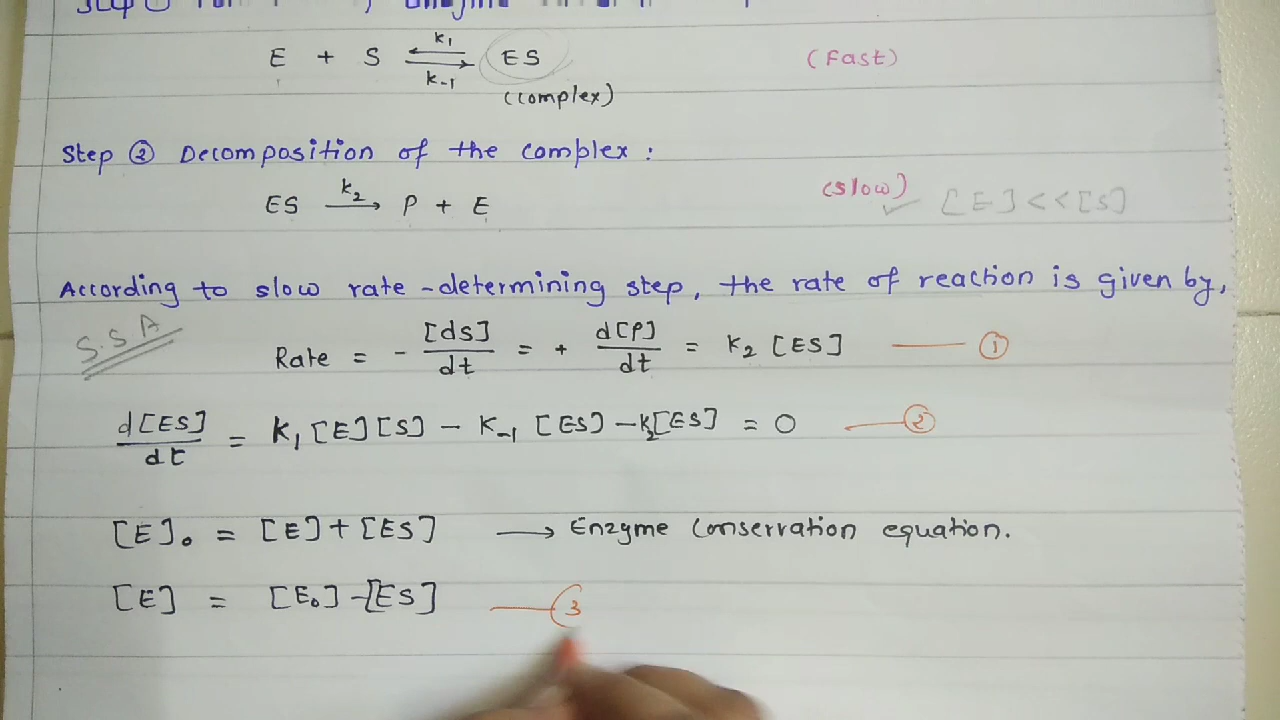 Step ①
E + S ⇌ ES (Fast)
k₁
k₋₁
(complex)
Step ② Decomposition of the complex :
ES —k₂→ P + E (slow) ✓ [E]<<[S]
According to slow rate-determining step, the rate of reaction is given by,
S.S.A
Rate = - [ds]/dt = + d[P]/dt = k₂ [ES] —— ①
d[ES]/dt = k₁[E][S] - k₋₁[ES] - k₂[ES] = 0 —— ②
[E]₀ = [E]+[ES] → Enzyme conservation equation.
[E] = [E₀]-[ES] —— ③